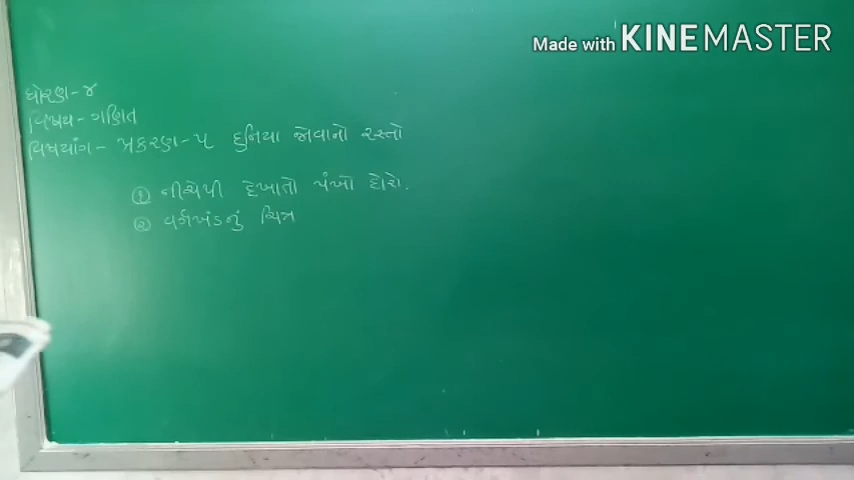 Made with KINEMASTER
ધોરણ-૪
વિષય-ગણિત
વિષયાંગ- પ્રકરણ-૫ દુનિયા જોવાનો રસ્તો
① નીચેથી દેખાતો પંખો દોરો.
② વર્ગખંડનું ચિત્ર